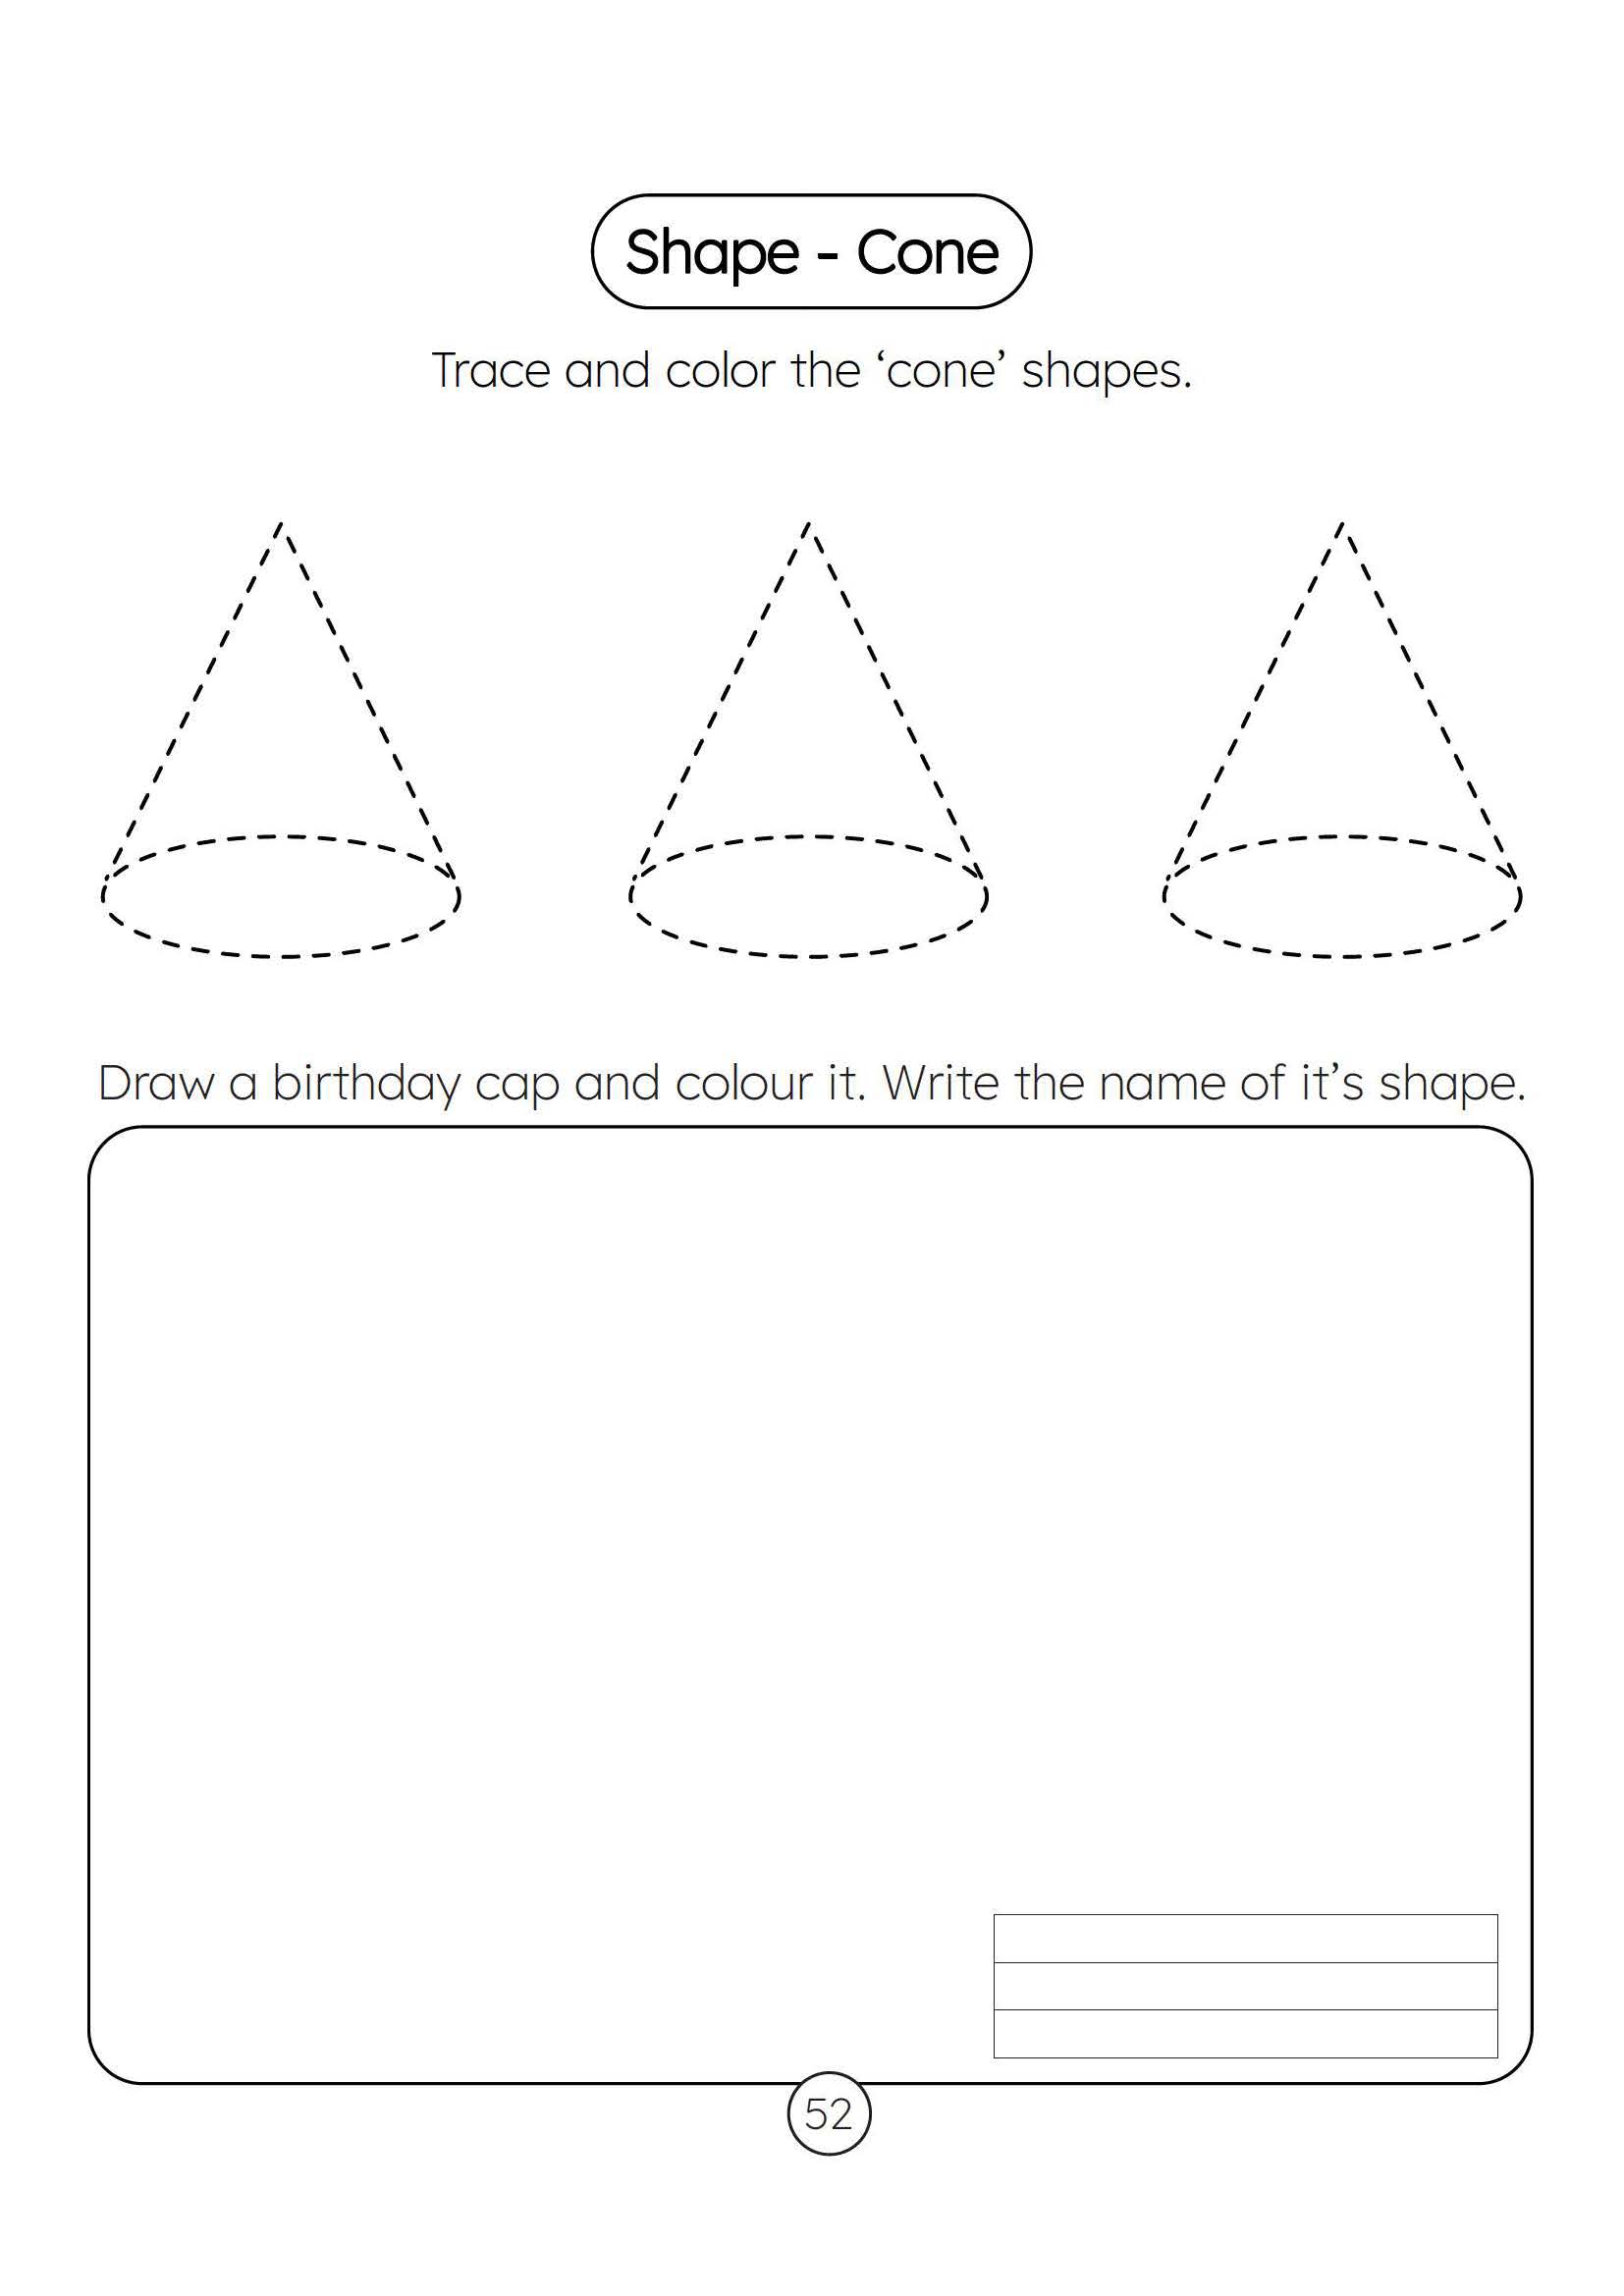 Shape - Cone
Trace and color the ‘cone’ shapes.
Draw a birthday cap and colour it. Write the name of it’s shape.
52